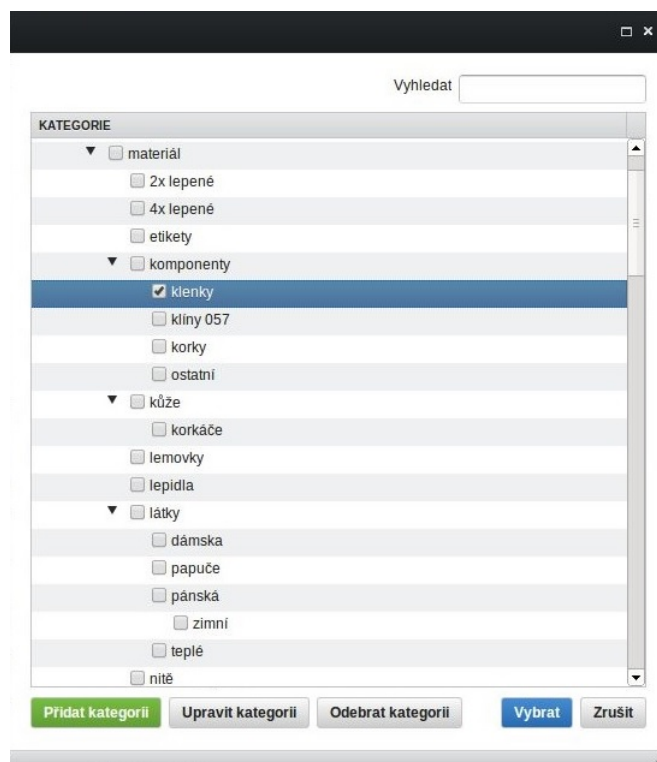 Vyhledat
KATEGORIE
materiál
2x lepené
4x lepené
etikety
komponenty
klenky
klíny 057
korky
ostatní
kůže
korkáče
lemovky
lepidla
látky
dámska
papuče
pánská
zimní
teplé
nitě
Přidat kategorii Upravit kategorii Odebrat kategorii Vybrat Zrušit